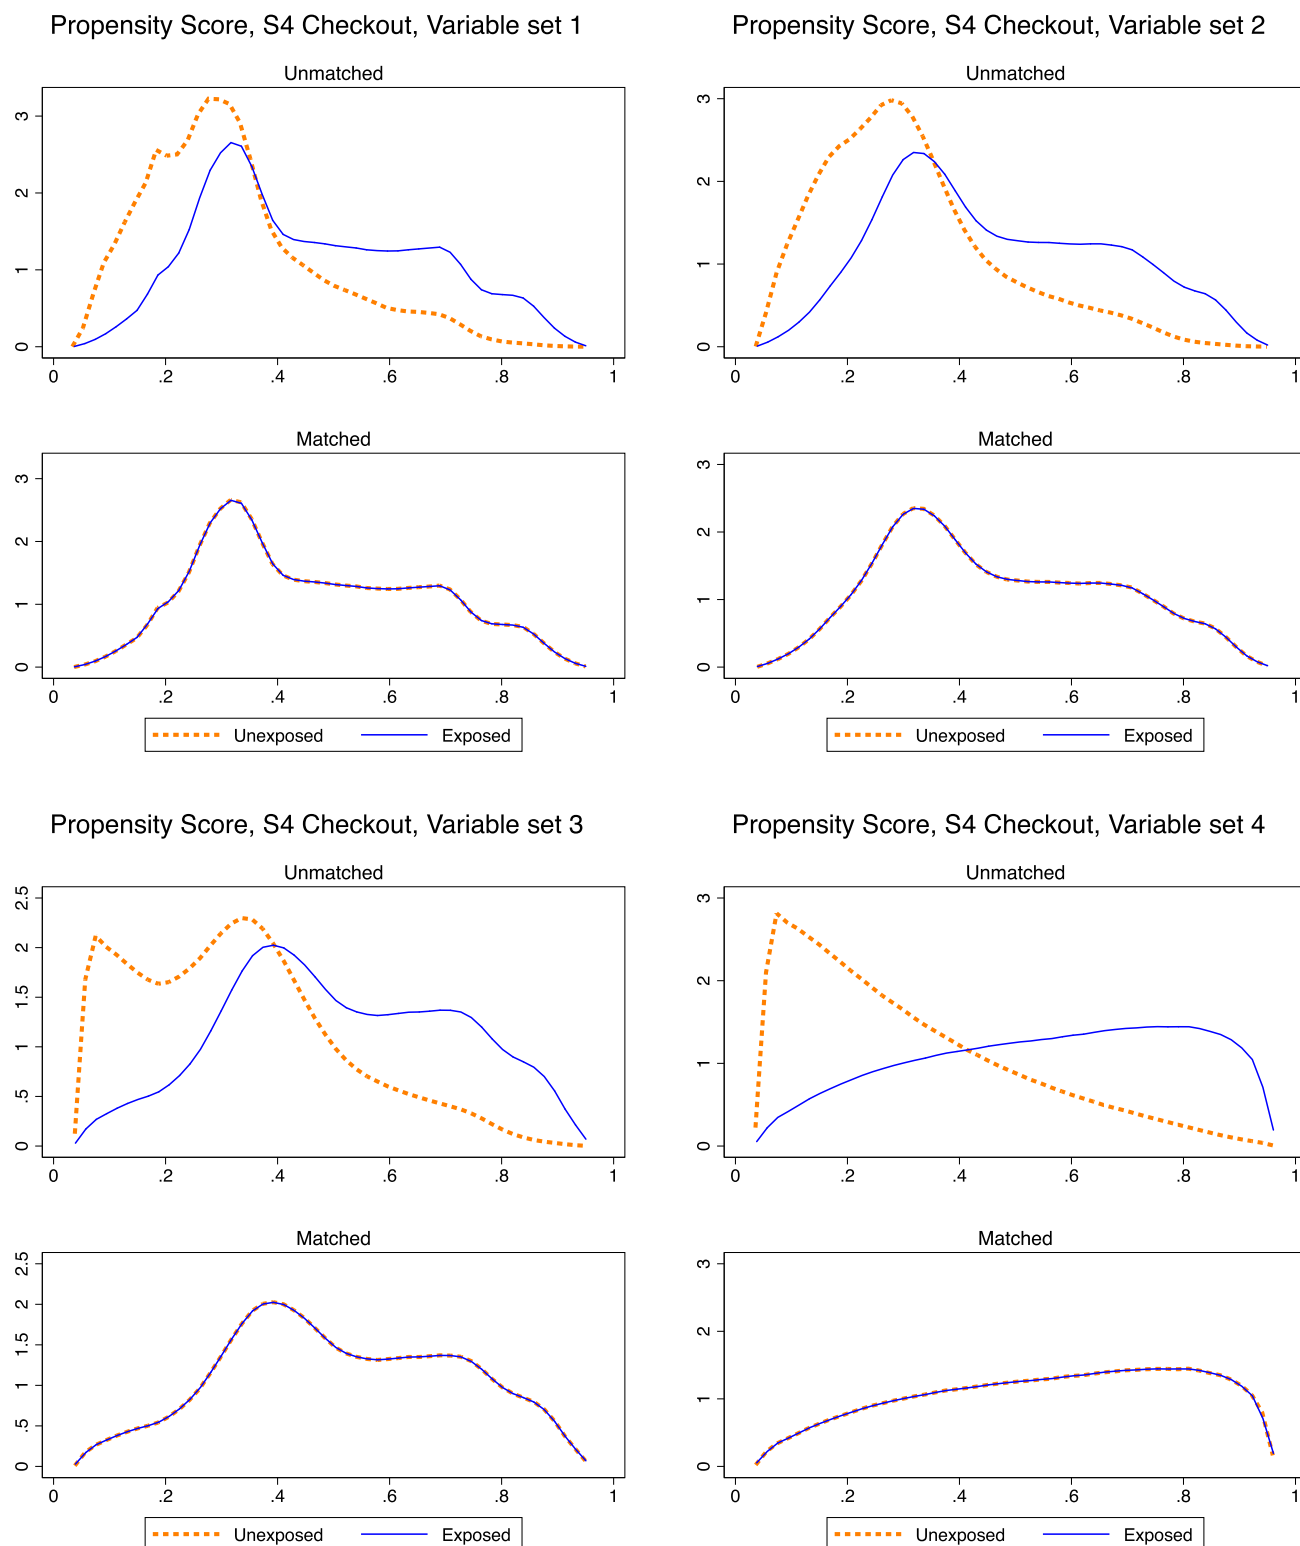 Propensity Score, S4 Checkout, Variable set 1
Unmatched
3
2
1
0
0 .2 .4 .6 .8 1
Matched
3
2
1
0
0 .2 .4 .6 .8 1
Unexposed Exposed
Propensity Score, S4 Checkout, Variable set 2
Unmatched
3
2
1
0
0 .2 .4 .6 .8 1
Matched
3
2
1
0
0 .2 .4 .6 .8 1
Unexposed Exposed
Propensity Score, S4 Checkout, Variable set 3
Unmatched
2.5
2
1.5
1
.5
0
0 .2 .4 .6 .8 1
Matched
2.5
2
1.5
1
.5
0
0 .2 .4 .6 .8 1
Unexposed Exposed
Propensity Score, S4 Checkout, Variable set 4
Unmatched
3
2
1
0
0 .2 .4 .6 .8 1
Matched
3
2
1
0
0 .2 .4 .6 .8 1
Unexposed Exposed